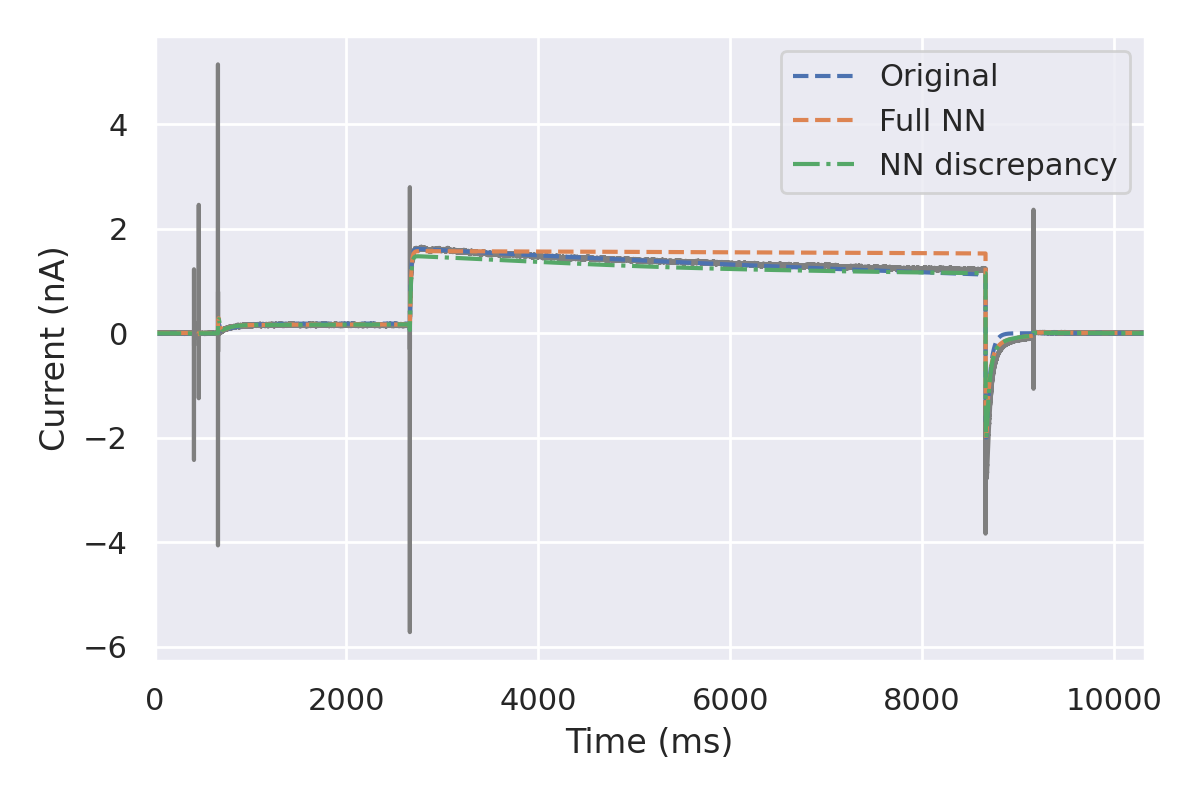 Original
Full NN
NN discrepancy
Current (nA)
4
2
0
−2
−4
−6
0 2000 4000 6000 8000 10000
Time (ms)